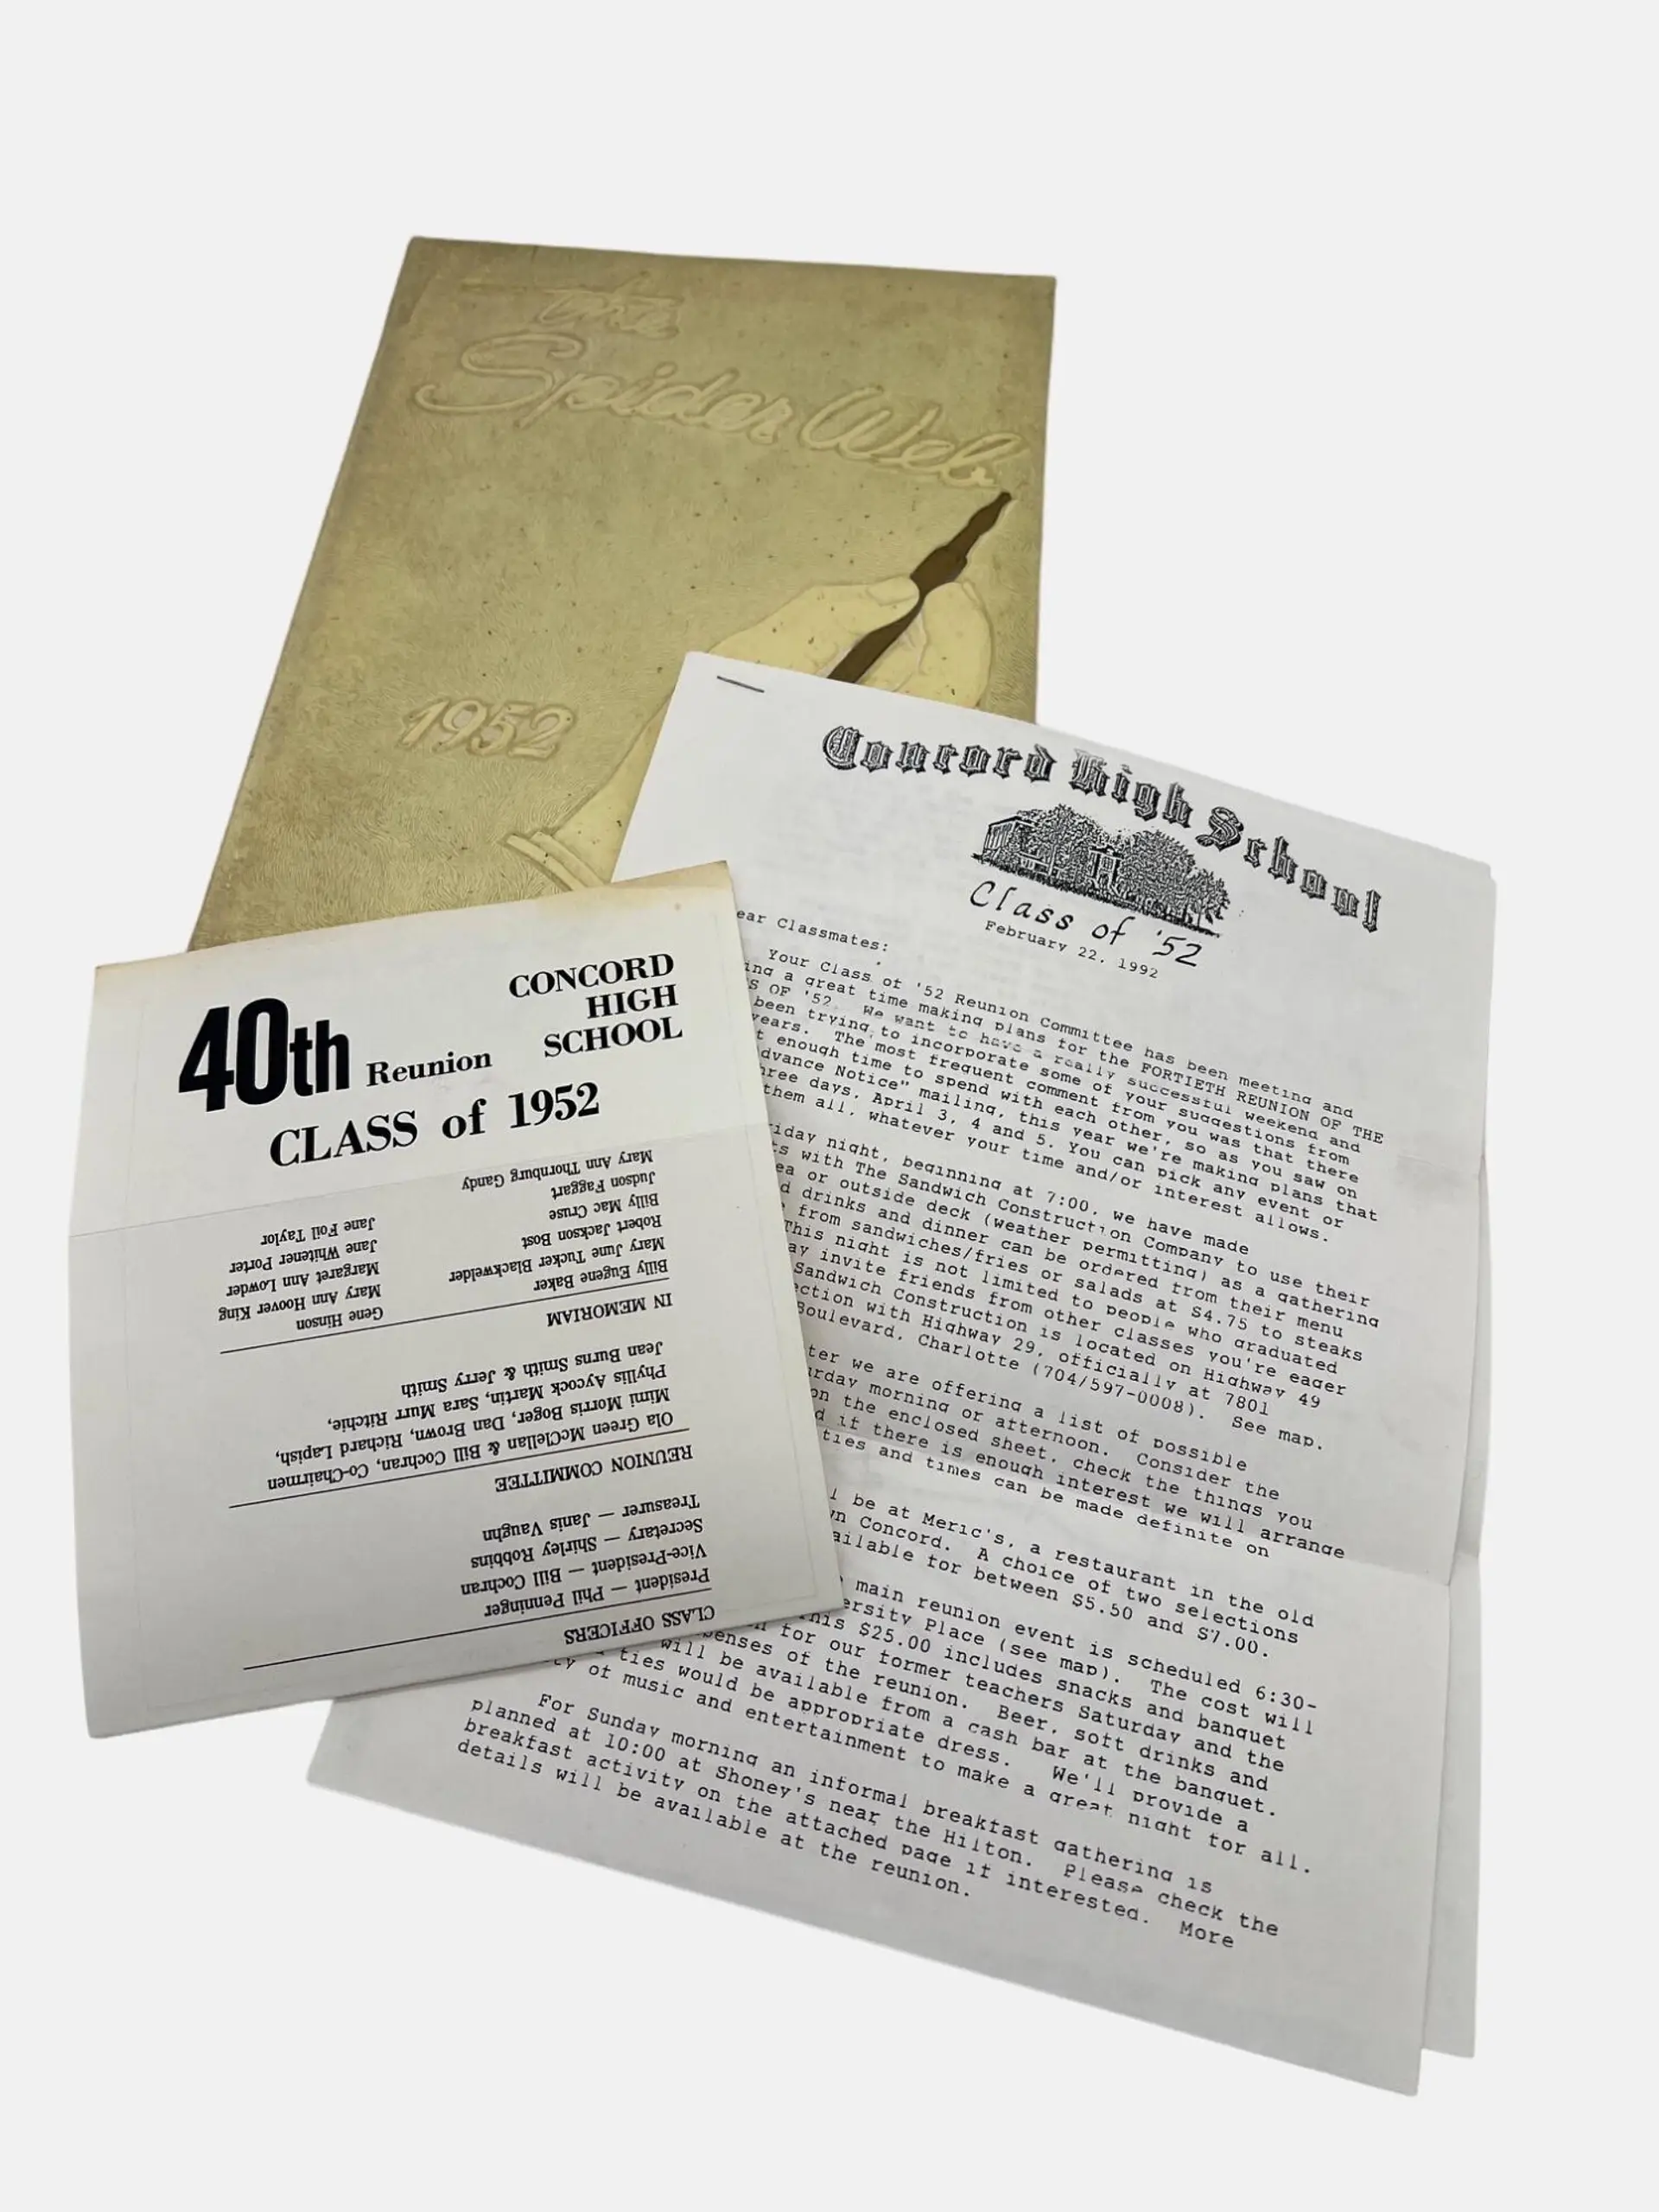 the
Spider Web
1952
Concord High School
Class of '52
February 22, 1992
ear Classmates:
Your Class of '52 Reunion Committee has been meeting and
ing a great time making plans for the FORTIETH REUNION OF THE
S OF '52. We want to have a really successful weekend and
been trying to incorporate some of your suggestions from
years. The most frequent comment from you was that there
t enough time to spend with each other, so as you saw on
dvance Notice" mailing, this year we're making plans that
hree days, April 3, 4 and 5. You can pick any event or
them all, whatever your time and/or interest allows.
iday night, beginning at 7:00, we have made
ts with The Sandwich Construction Company to use their
ea or outside deck (weather permitting) as a gathering
d drinks and dinner can be ordered from their menu
from sandwiches/fries or salads at $4.75 to steaks
This night is not limited to people who graduated
ay invite friends from other classes you're eager
Sandwich Construction is located on Highway 49
ection with Highway 29, officially at 7801
Boulevard, Charlotte (704/597-0008). See map.
ter we are offering a list of possible
urday morning or afternoon. Consider the
on the enclosed sheet, check the things you
d if there is enough interest we will arrange
ties and times can be made definite on
l be at Meric's, a restaurant in the old
wn Concord. A choice of two selections
ailable for between $5.50 and $7.00.
main reunion event is scheduled 6:30-
ersity Place (see map). The cost will
his $25.00 includes snacks and banquet
for our former teachers Saturday and the
penses of the reunion. Beer, soft drinks and
will be available from a cash bar at the banquet.
ties would be appropriate dress. We'll provide a
ty of music and entertainment to make a great night for all.
For Sunday morning an informal breakfast gathering is
planned at 10:00 at Shoney's near the Hilton. Please check the
breakfast activity on the attached page if interested. More
details will be available at the reunion.
CONCORD
HIGH
SCHOOL
40th Reunion
CLASS of 1952
CLASS OFFICERS
President — Phil Penninger
Vice-President — Bill Cochran
Secretary — Shirley Robbins
Treasurer — Janis Vaughn
REUNION COMMITTEE
Ola Green McClellan & Bill Cochran, Co-Chairmen
Mimi Morris Boger, Dan Brown, Richard Lapish,
Phyllis Aycock Martin, Sara Murr Ritchie,
Jean Burns Smith & Jerry Smith
IN MEMORIAM
Billy Eugene Baker
Mary June Tucker Blackwelder
Robert Jackson Bost
Billy Mac Cruse
Judson Faggart
Mary Ann Thornburg Gandy
Gene Hinson
Mary Ann Hoover King
Margaret Ann Lowder
Jane Whitener Porter
Jane Foil Taylor